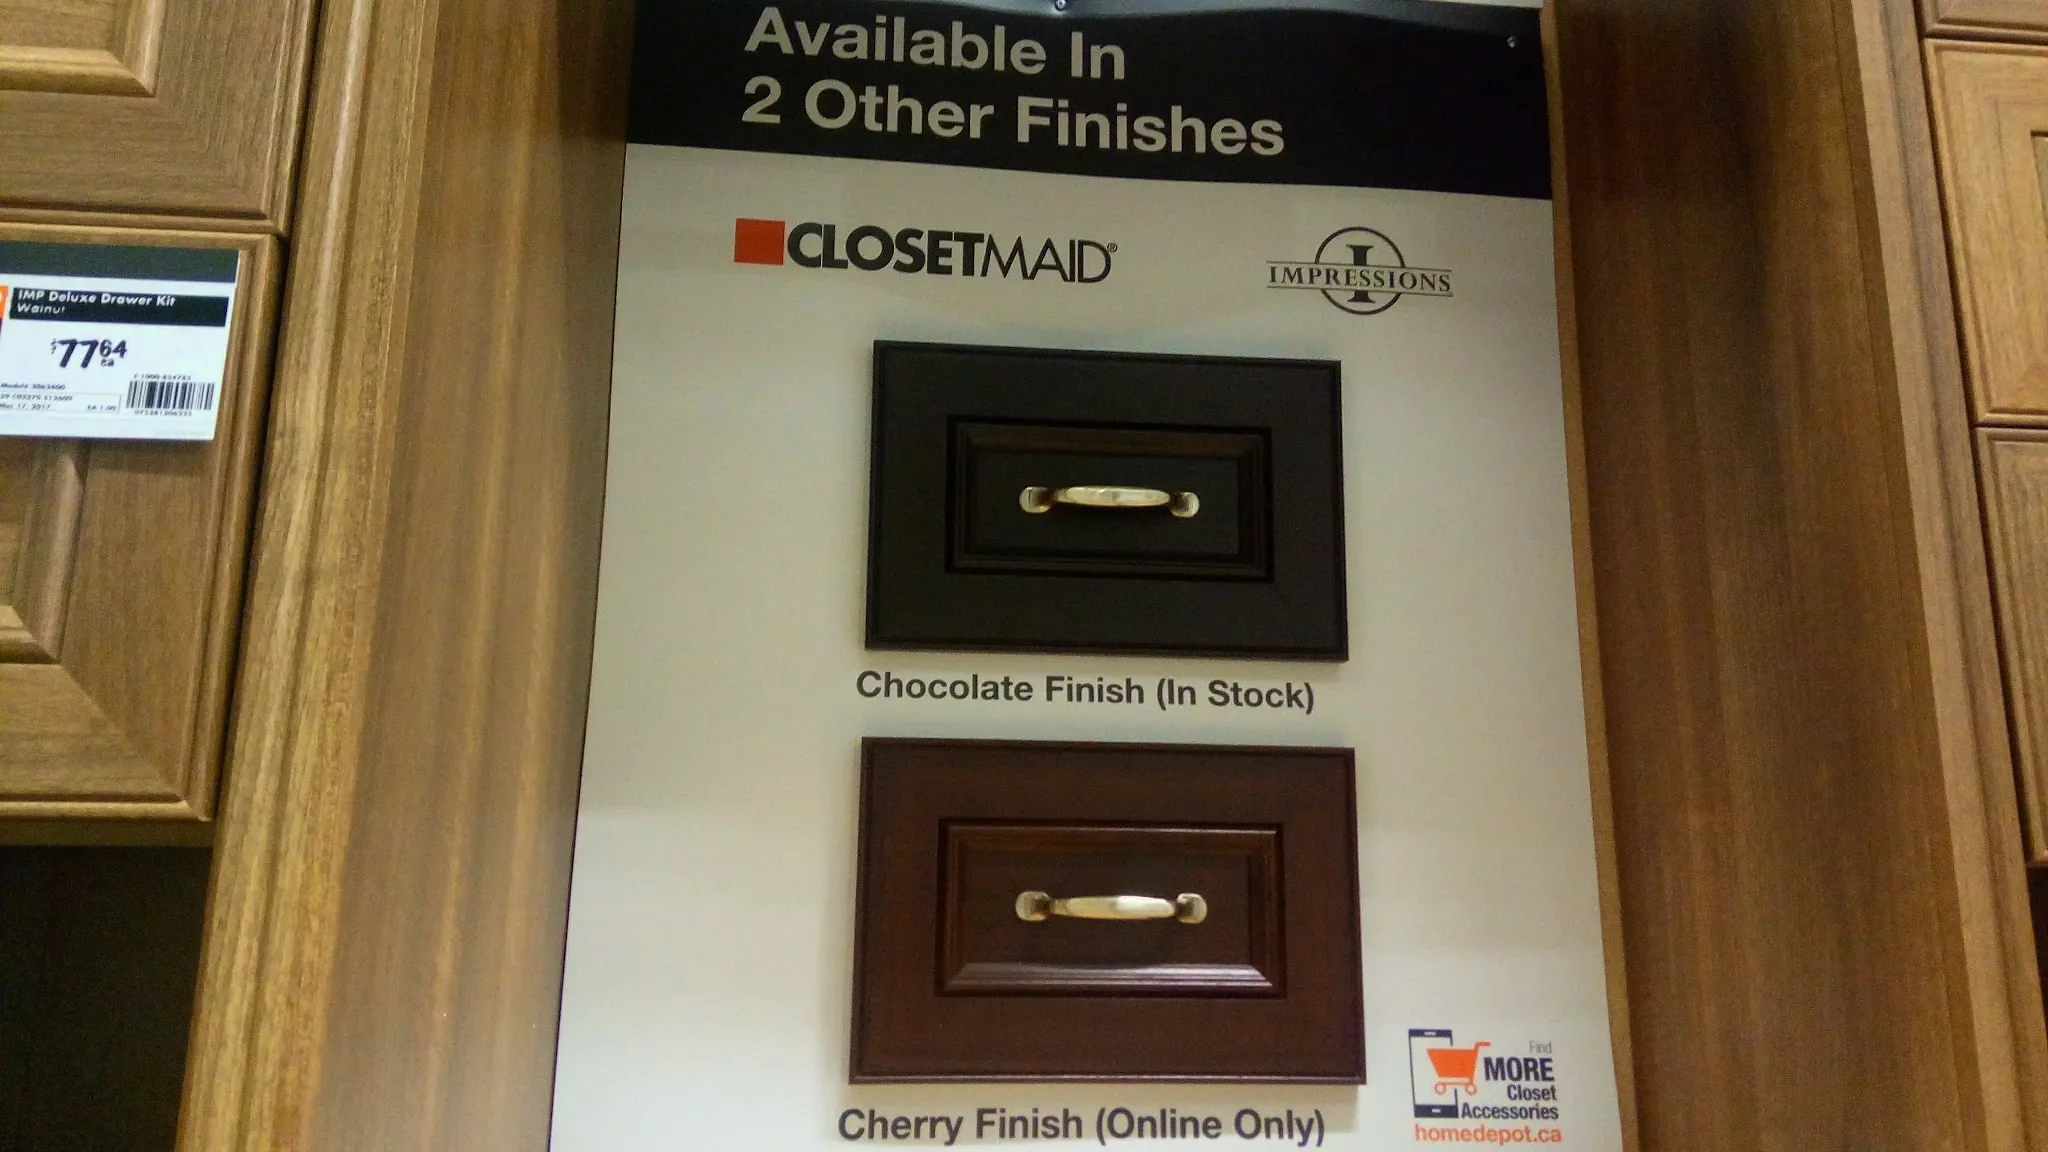 Available In
2 Other Finishes
CLOSETMAID®
I
IMPRESSIONS
IMP Deluxe Drawer Kit
Walnut
$77 64
ea
Chocolate Finish (In Stock)
Cherry Finish (Online Only)
Find
MORE
Closet
Accessories
homedepot.ca